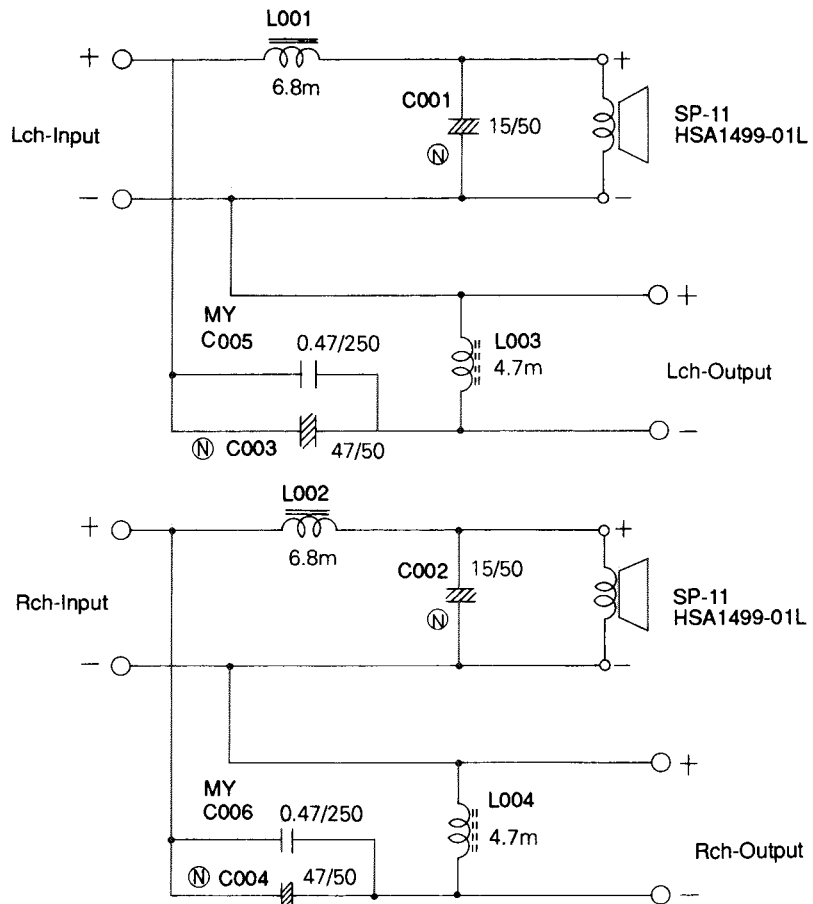 L001
+
6.8m
+
C001
15/50
SP-11
HSA1499-01L
Lch-Input
N
−
−
+
MY
C005
0.47/250
L003
4.7m
Lch-Output
N C003
47/50
−
L002
+
6.8m
+
C002
15/50
SP-11
HSA1499-01L
Rch-Input
N
−
−
+
MY
C006
0.47/250
L004
4.7m
Rch-Output
N C004
47/50
−